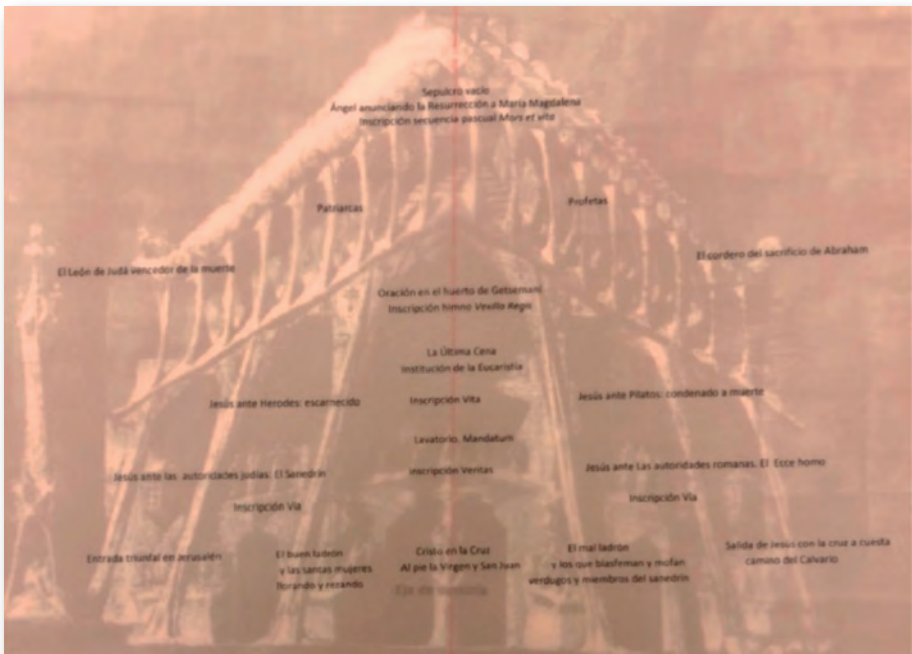 Sepulcro vacío
Ángel anunciando la Resurrección a María Magdalena
Inscripción secuencia pascual Mors et vita
Patriarcas
Profetas
El León de Judá vencedor de la muerte
El cordero del sacrificio de Abraham
Oración en el huerto de Getsemaní
Inscripción himno Vexilla Regis
La Última Cena
Institución de la Eucaristía
Jesús ante Herodes: escarnecido
Inscripción Vita
Jesús ante Pilatos: condenado a muerte
Lavatorio. Mandatum
Jesús ante las autoridades judías: El Sanedrín
inscripción Veritas
Jesús ante Las autoridades romanas. El Ecce homo
Inscripción Via
Inscripción Via
Entrada triunfal en Jerusalén
El buen ladrón
y las santas mujeres
llorando y rezando
Cristo en la Cruz
Al pie la Virgen y San Juan
El mal ladrón
y los que blasfeman y mofan
verdugos y miembros del sanedrín
Salida de Jesús con la cruz a cuesta
camino del Calvario
Eje de